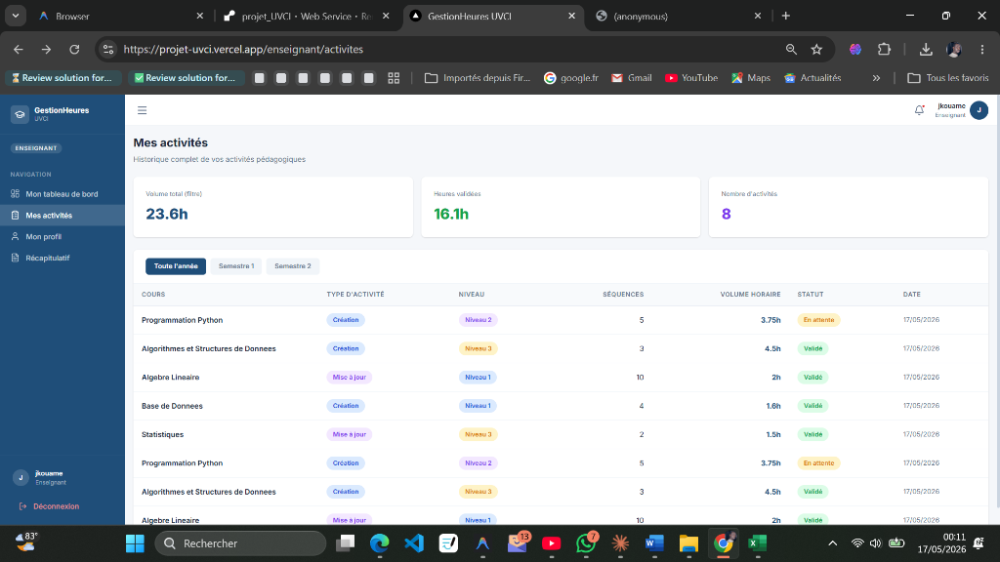 Browser
projet_UVCI • Web Service • Re
GestionHeures UVCI
(anonymous)
https://projet-uvci.vercel.app/enseignant/activites
Review solution for...
Review solution for...
Importés depuis Fir...
google.fr
Gmail
YouTube
Maps
Actualités
Tous les favoris
GestionHeures
UVCI
ENSEIGNANT
NAVIGATION
Mon tableau de bord
Mes activités
Mon profil
Récapitulatif
jkouame
Enseignant
Déconnexion
jkouame
Enseignant
J
Mes activités
Historique complet de vos activités pédagogiques
Volume total (filtre)
23.6h
Heures validées
16.1h
Nombre d'activités
8
Toute l'année Semestre 1 Semestre 2
COURS TYPE D'ACTIVITÉ NIVEAU SÉQUENCES VOLUME HORAIRE STATUT DATE
Programmation Python Création Niveau 2 5 3.75h En attente 17/05/2026
Algorithmes et Structures de Donnees Création Niveau 3 3 4.5h Validé 17/05/2026
Algebre Lineaire Mise à jour Niveau 1 10 2h Validé 17/05/2026
Base de Donnees Création Niveau 1 4 1.6h Validé 17/05/2026
Statistiques Mise à jour Niveau 3 2 1.5h Validé 17/05/2026
Programmation Python Création Niveau 2 5 3.75h En attente 17/05/2026
Algorithmes et Structures de Donnees Création Niveau 3 3 4.5h Validé 17/05/2026
Algebre Lineaire Mise à jour Niveau 1 10 2h Validé 17/05/2026
J
83°
Rechercher
13
7
00:11
17/05/2026